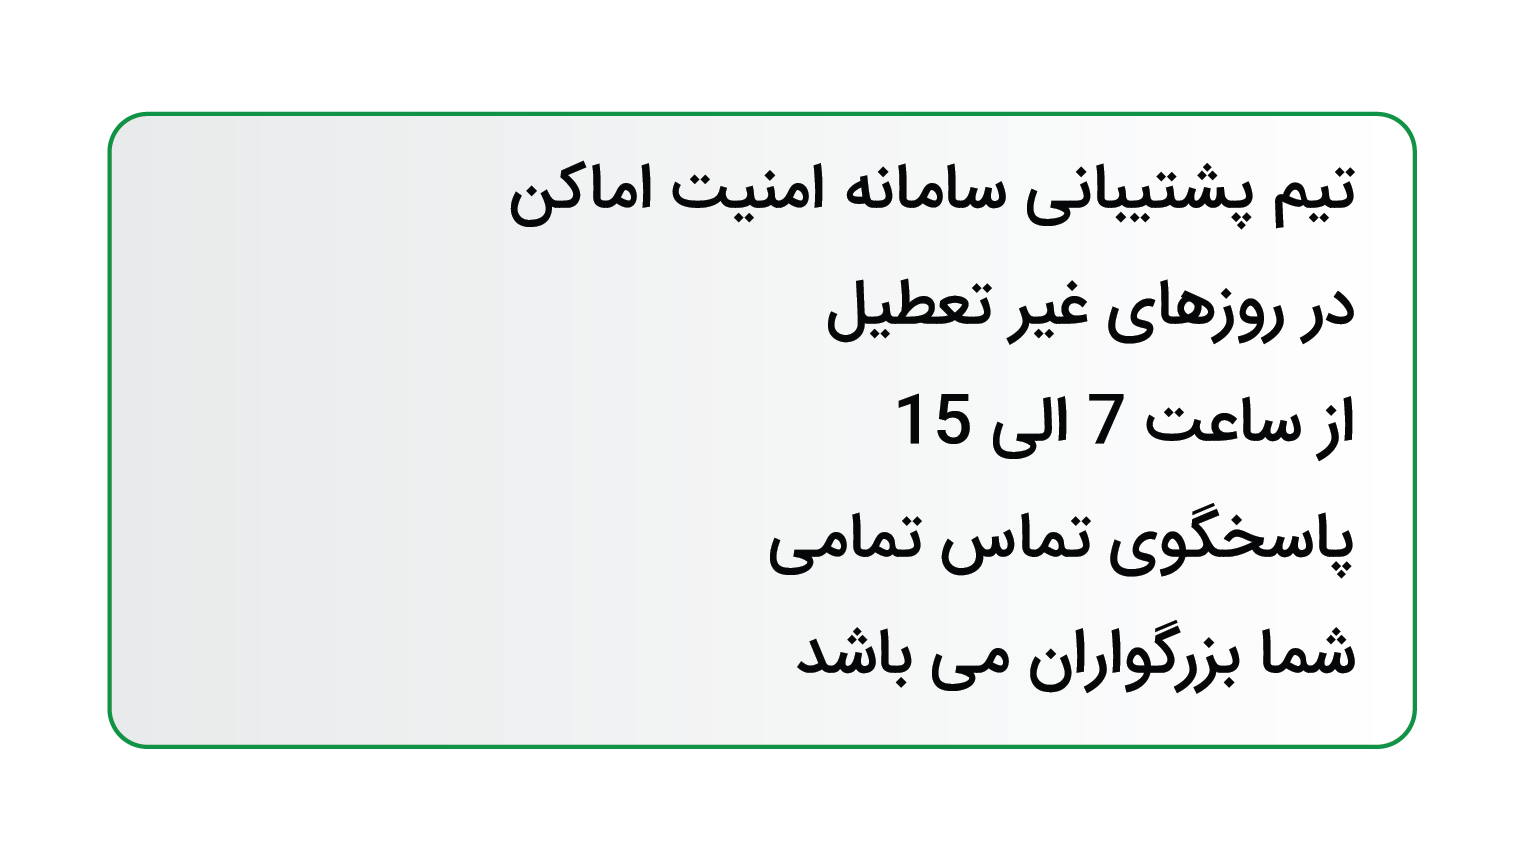 تیم پشتیبانی سامانه امنیت اماکن
در روزهای غیر تعطیل
از ساعت 7 الی 15
پاسخگوی تماس تمامی
شما بزرگواران می باشد